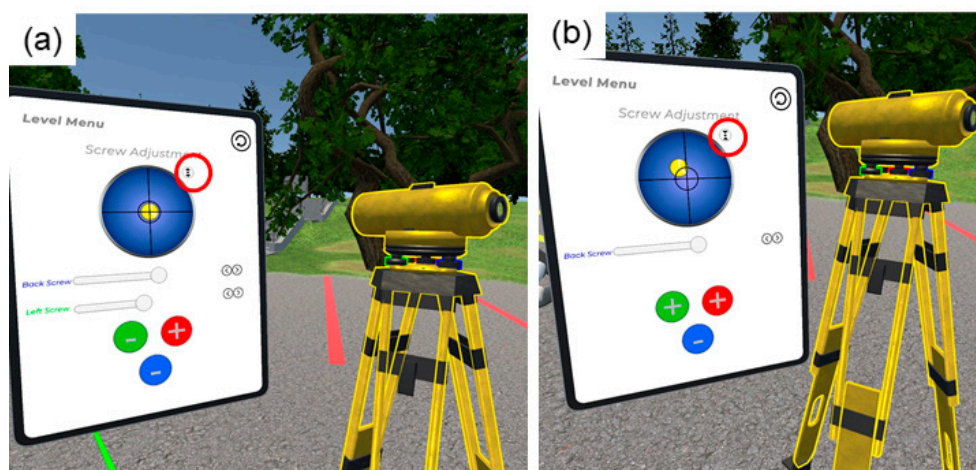 (a)
Level Menu
Screw Adjustment
Back Screw
Left Screw
- +
-
(b)
Level Menu
Screw Adjustment
Back Screw
+ +
-